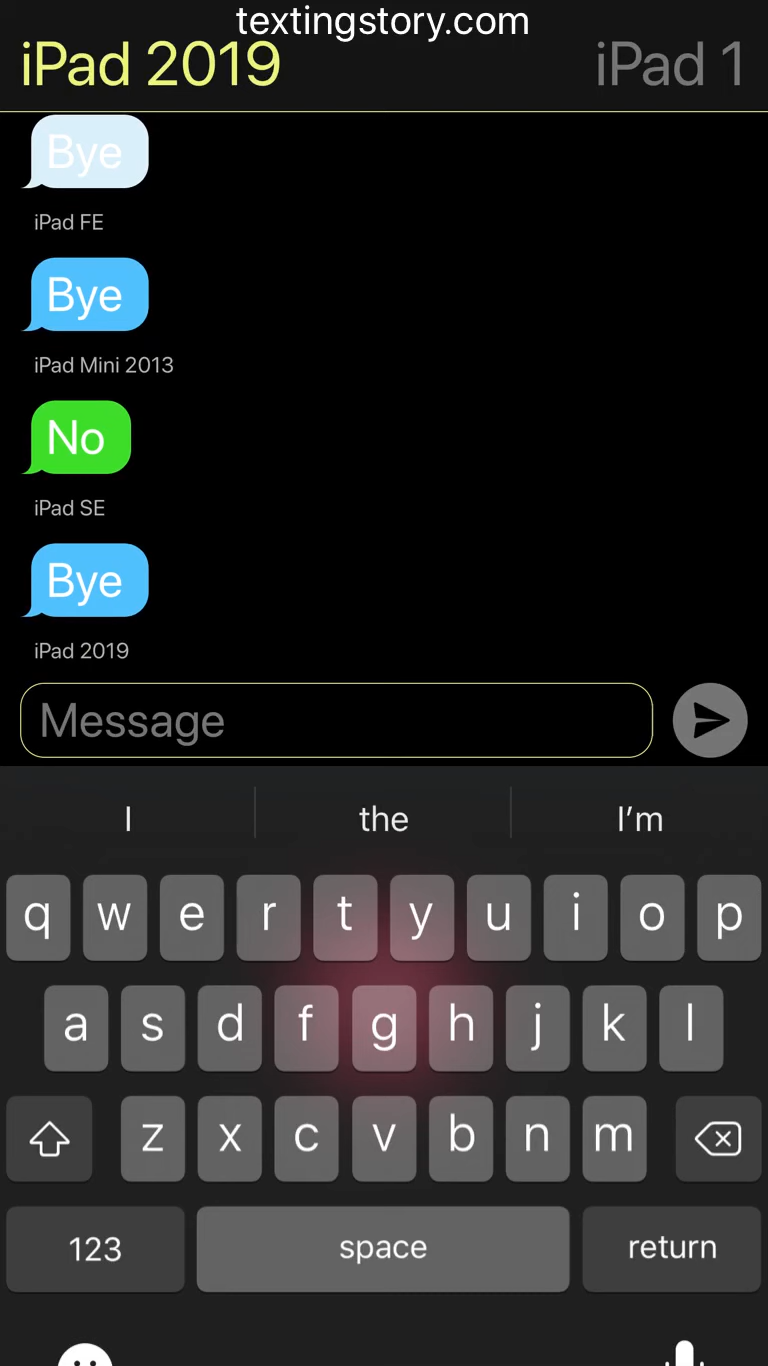 textingstory.com
iPad 2019 iPad 1
Bye
iPad FE
Bye
iPad Mini 2013
No
iPad SE
Bye
iPad 2019
Message
I the I’m
q w e r t y u i o p
a s d f g h j k l
z x c v b n m
123 space return